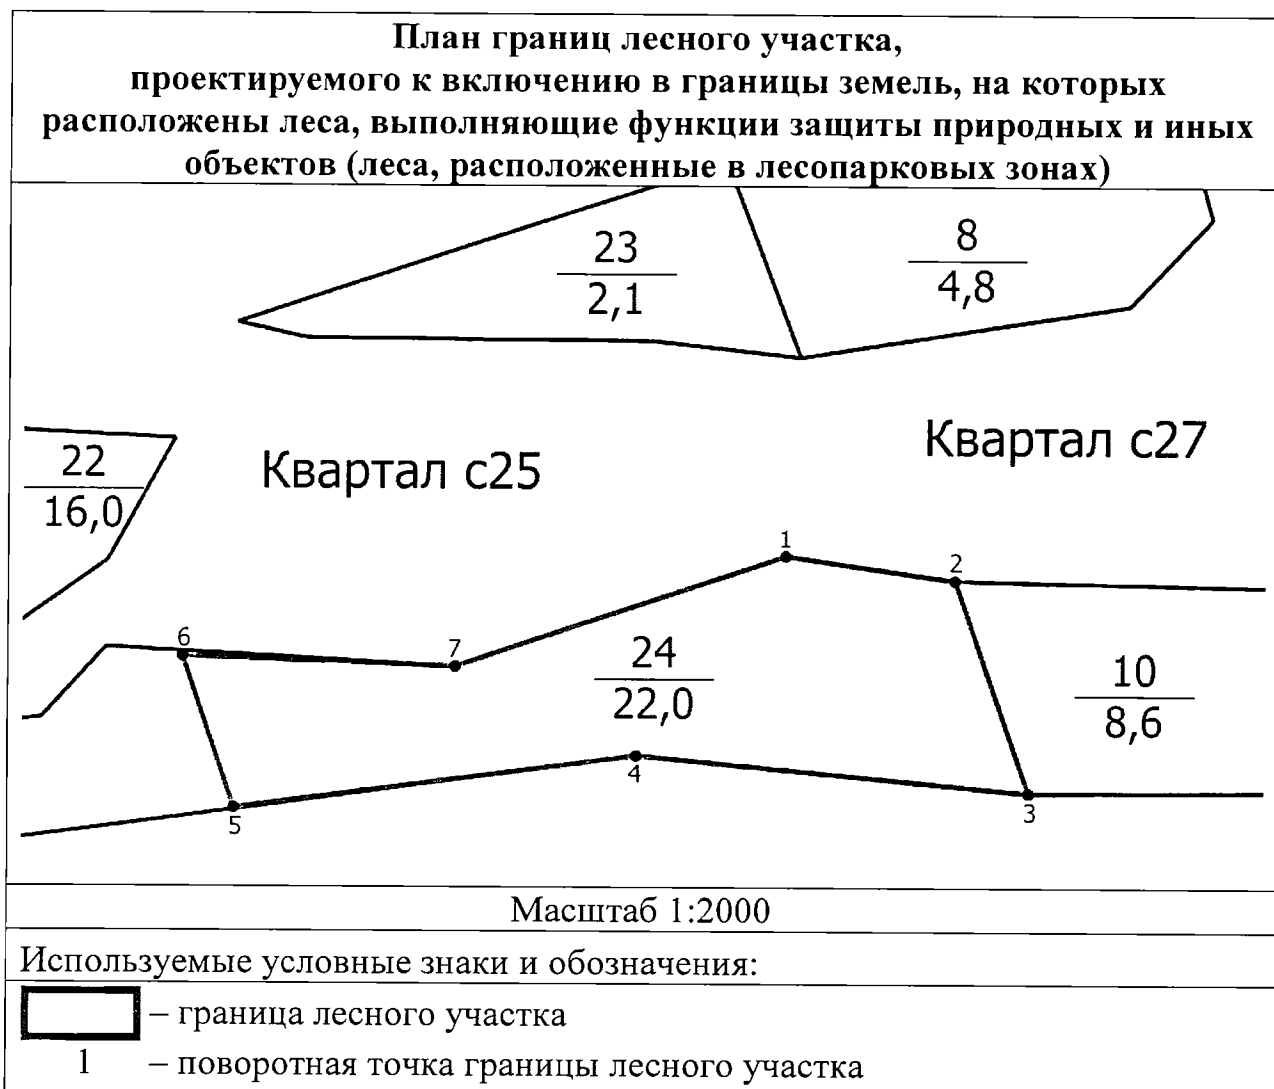 План границ лесного участка,
проектируемого к включению в границы земель, на которых
расположены леса, выполняющие функции защиты природных и иных
объектов (леса, расположенные в лесопарковых зонах)
23
2,1
8
4,8
22
16,0
Квартал с25
Квартал с27
1
2
6
7
24
22,0
10
8,6
4
5
3
Масштаб 1:2000
Используемые условные знаки и обозначения:
– граница лесного участка
1 – поворотная точка границы лесного участка